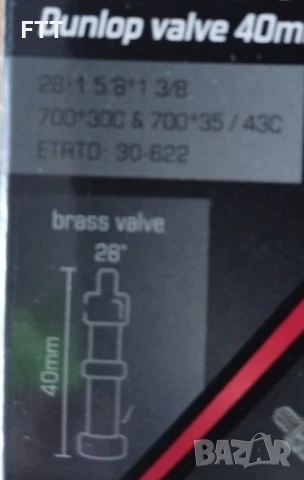 FTT
Dunlop valve 40m
28*1 5/8*1 3/8
700*30C & 700*35 / 43C
ETRTO: 30-622
brass valve
28"
40mm
BAZAR